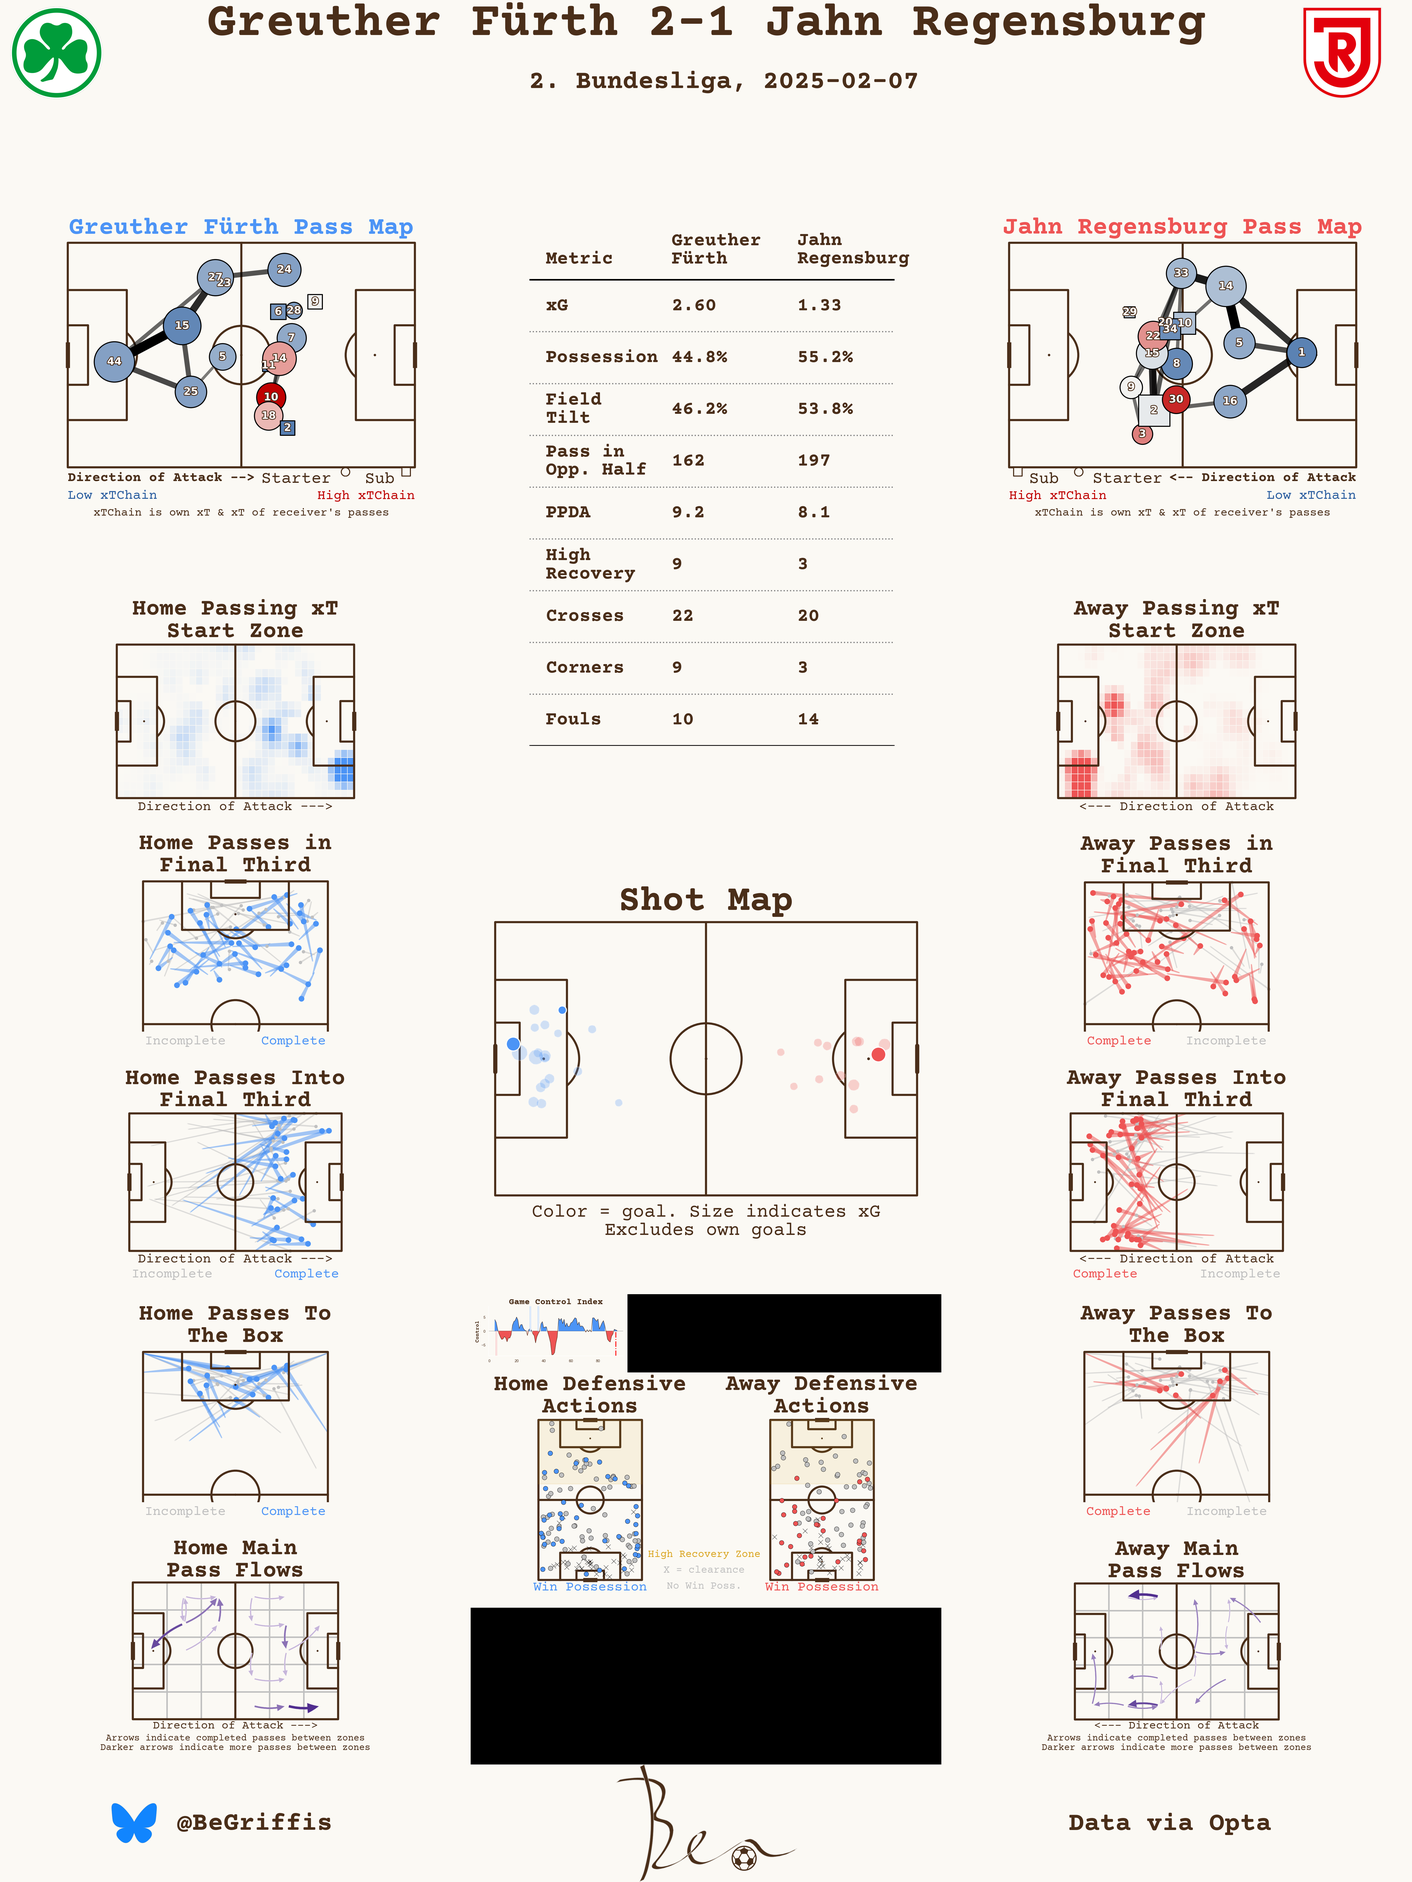 Greuther Fürth 2-1 Jahn Regensburg
2. Bundesliga, 2025-02-07
Greuther Fürth Pass Map
27
23
24
9
6
28
15
7
44
5
14
11
25
10
18
2
Direction of Attack --> Starter Sub
Low xTChain High xTChain
xTChain is own xT & xT of receiver's passes
Metric Greuther Fürth Jahn Regensburg
xG 2.60 1.33
Possession 44.8% 55.2%
Field Tilt 46.2% 53.8%
Pass in Opp. Half 162 197
PPDA 9.2 8.1
High Recovery 9 3
Crosses 22 20
Corners 9 3
Fouls 10 14
Jahn Regensburg Pass Map
33
14
29
20
10
34
22
5
15
1
8
9
30
16
2
3
Sub Starter <-- Direction of Attack
High xTChain Low xTChain
xTChain is own xT & xT of receiver's passes
Home Passing xT
Start Zone
Direction of Attack --->
Away Passing xT
Start Zone
<--- Direction of Attack
Home Passes in
Final Third
Incomplete Complete
Shot Map
Color = goal. Size indicates xG
Excludes own goals
Away Passes in
Final Third
Complete Incomplete
Home Passes Into
Final Third
Direction of Attack --->
Incomplete Complete
Away Passes Into
Final Third
<--- Direction of Attack
Complete Incomplete
Home Passes To
The Box
Incomplete Complete
Game Control Index
Control
0 20 40 60 80
Home Defensive
Actions
Win Possession
Away Defensive
Actions
Win Possession
High Recovery Zone
X = clearance
No Win Poss.
Away Passes To
The Box
Complete Incomplete
Home Main
Pass Flows
Direction of Attack --->
Arrows indicate completed passes between zones
Darker arrows indicate more passes between zones
Away Main
Pass Flows
<--- Direction of Attack
Arrows indicate completed passes between zones
Darker arrows indicate more passes between zones
@BeGriffis
Ben
Data via Opta